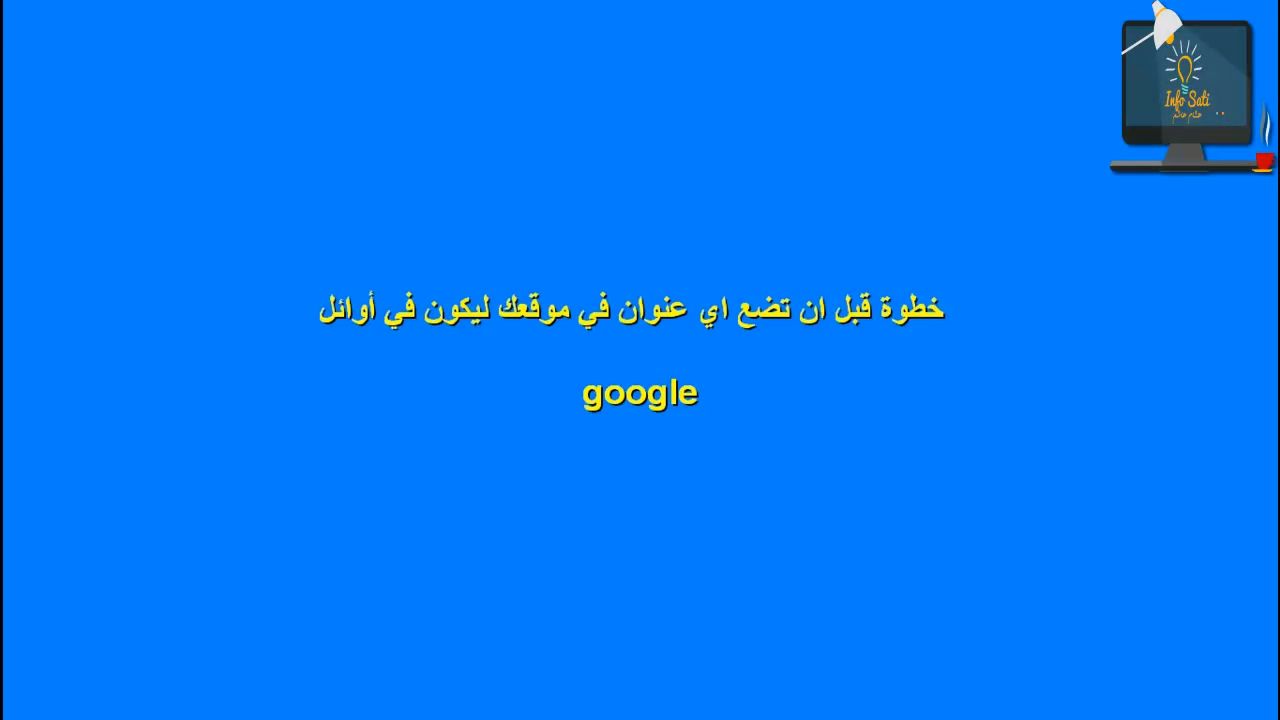 Info Sati
خطوة قبل ان تضع اي عنوان في موقعك ليكون في أوائل
google